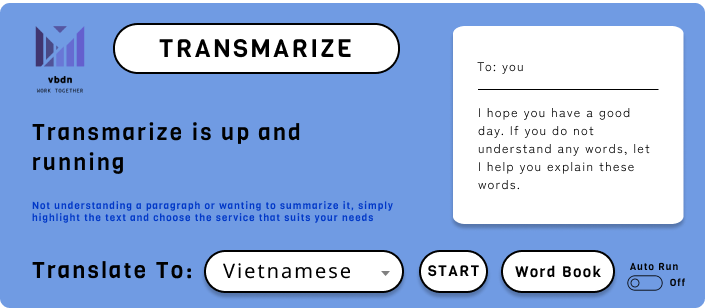 TRANSMARIZE
vbdn
WORK TOGETHER
To: you
I hope you have a good
day. If you do not
understand any words, let
I help you explain these
words.
Transmarize is up and
running
Not understanding a paragraph or wanting to summarize it, simply
highlight the text and choose the service that suits your needs
Translate To:
Vietnamese
START
Word Book
Auto Run
Off